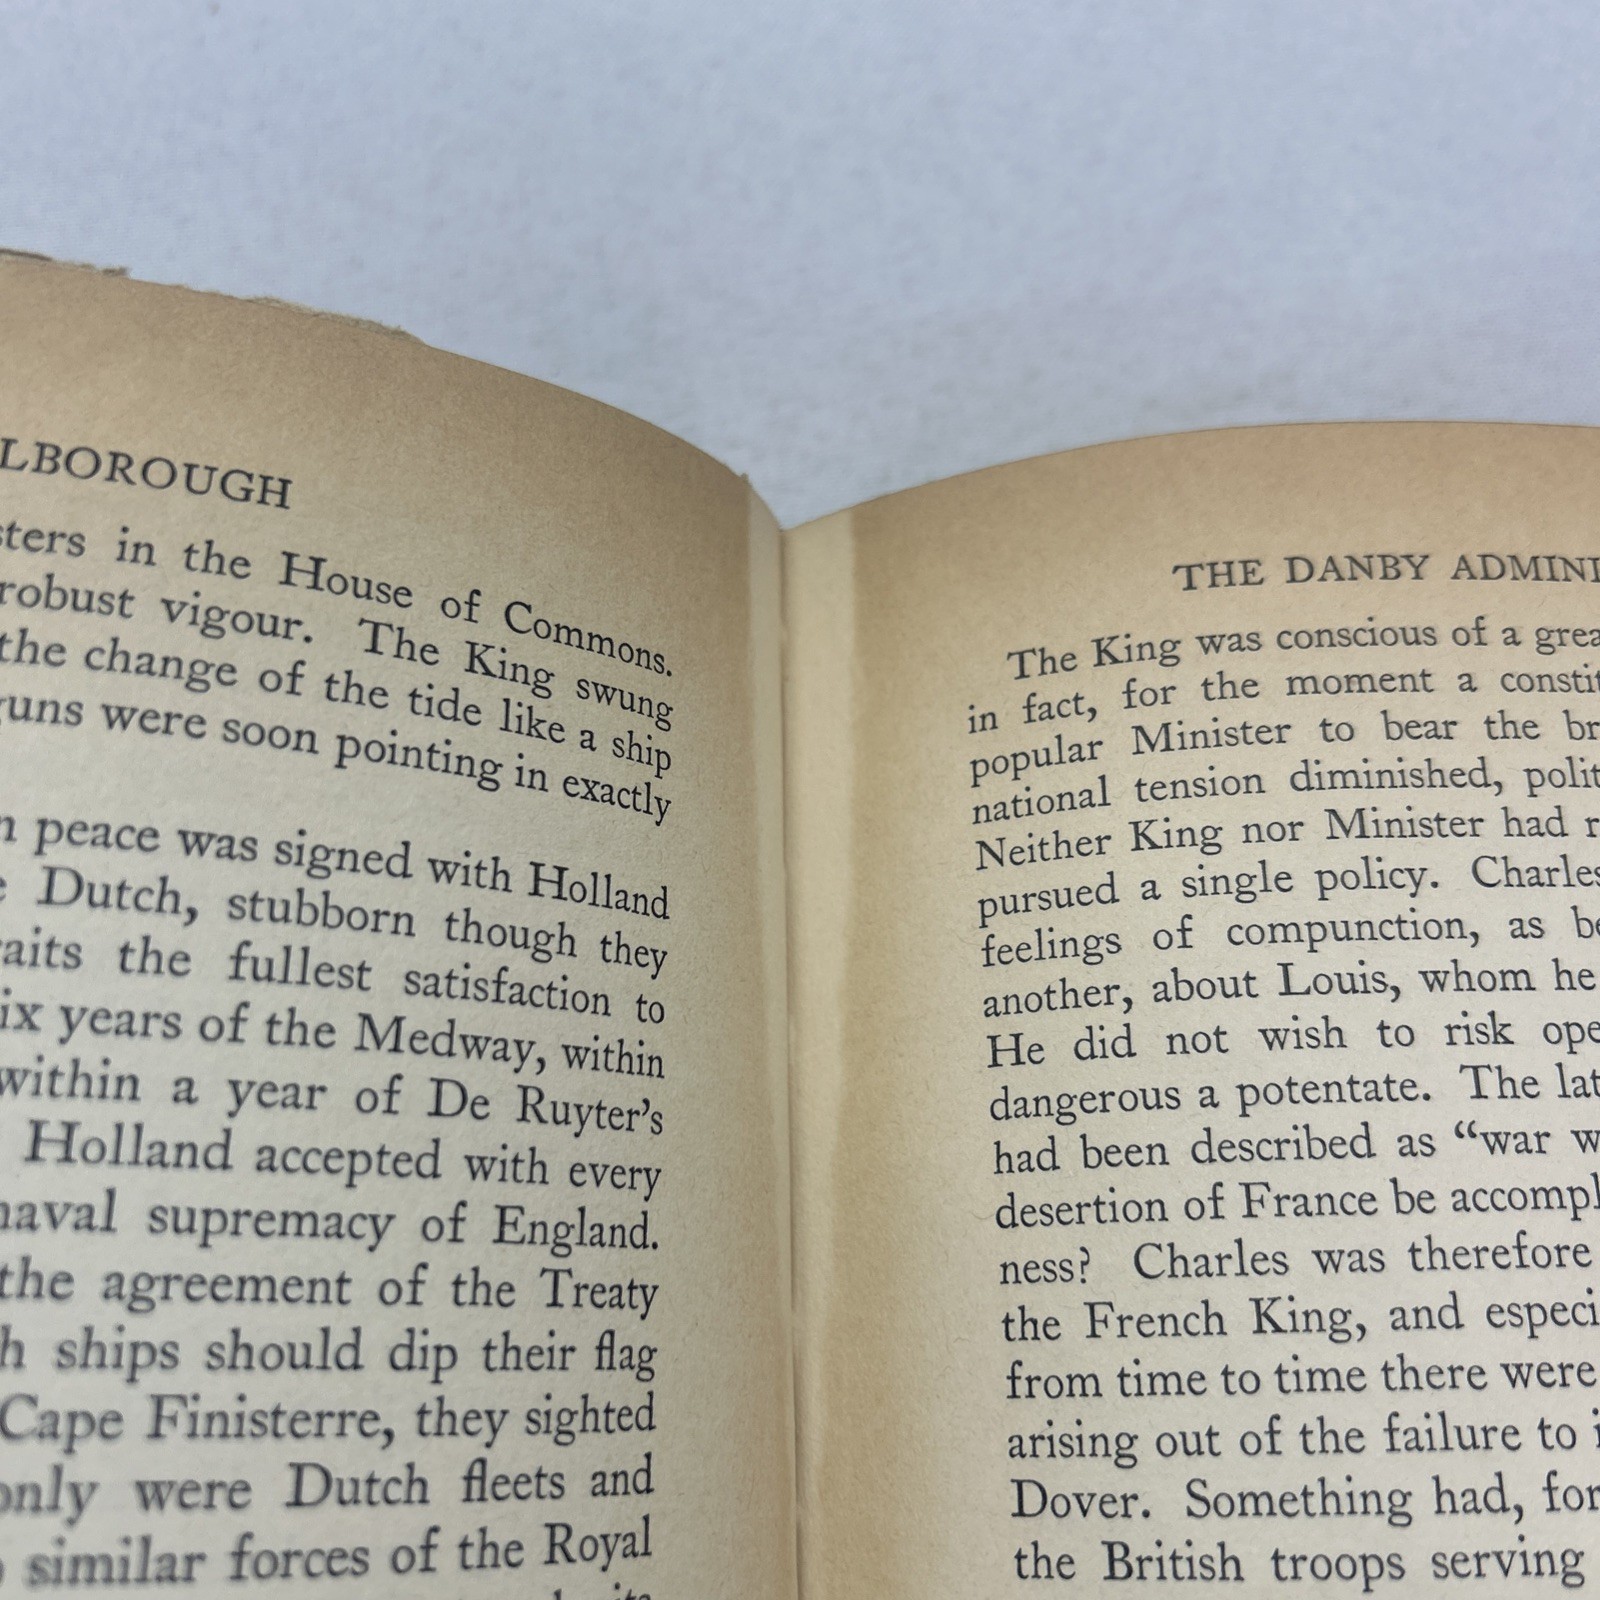 LBOROUGH
in the House of Commons.
robust vigour. The King swung
the change of the tide like a ship
were soon pointing in exactly
peace was signed with Holland
Dutch, stubborn though they
the fullest satisfaction to
years of the Medway, within
within a year of De Ruyter's
Holland accepted with every
naval supremacy of England.
the agreement of the Treaty
ships should dip their flag
Cape Finisterre, they sighted
only were Dutch fleets and
similar forces of the Royal
THE DANBY ADMINI
The King was conscious of a grea
in fact, for the moment a constit
popular Minister to bear the br
national tension diminished, polit
Neither King nor Minister had r
pursued a single policy. Charles
feelings of compunction, as be
another, about Louis, whom he
He did not wish to risk ope
dangerous a potentate. The lat
had been described as “war w
desertion of France be accompl
ness? Charles was therefore
the French King, and especi
from time to time there were
arising out of the failure to i
Dover. Something had, for
the British troops serving